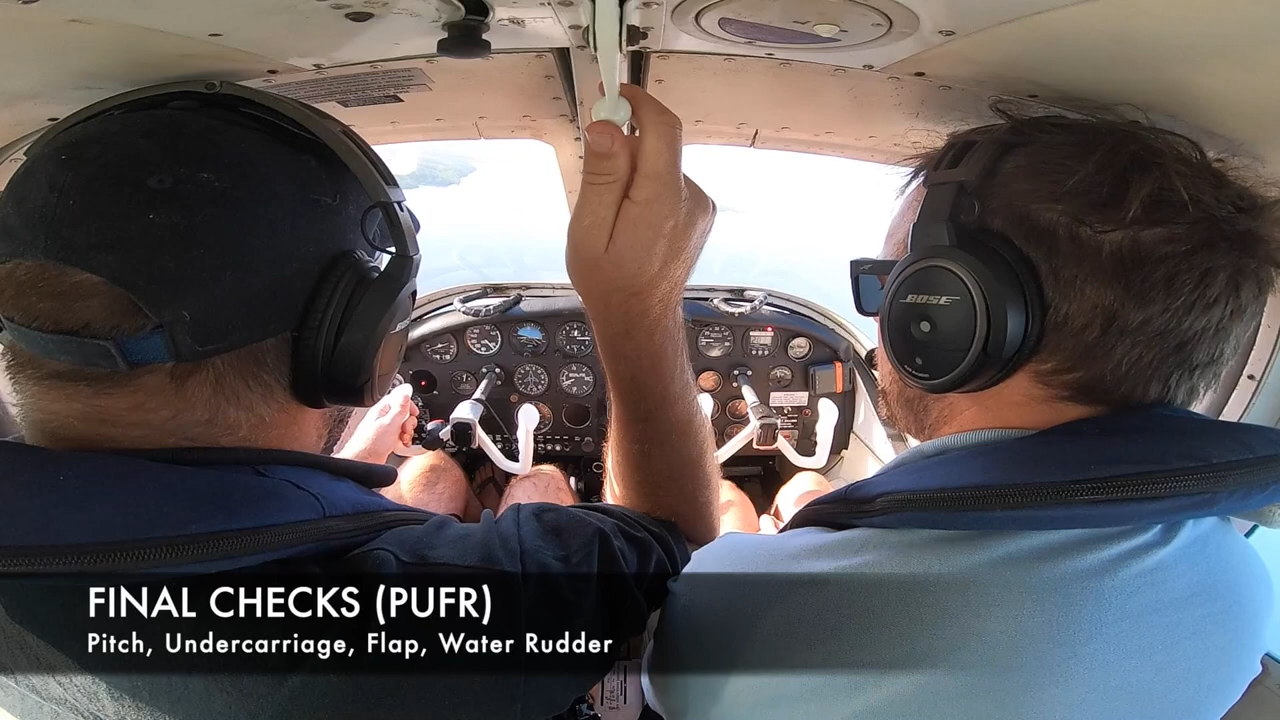 BOSE
FINAL CHECKS (PUFR)
Pitch, Undercarriage, Flap, Water Rudder